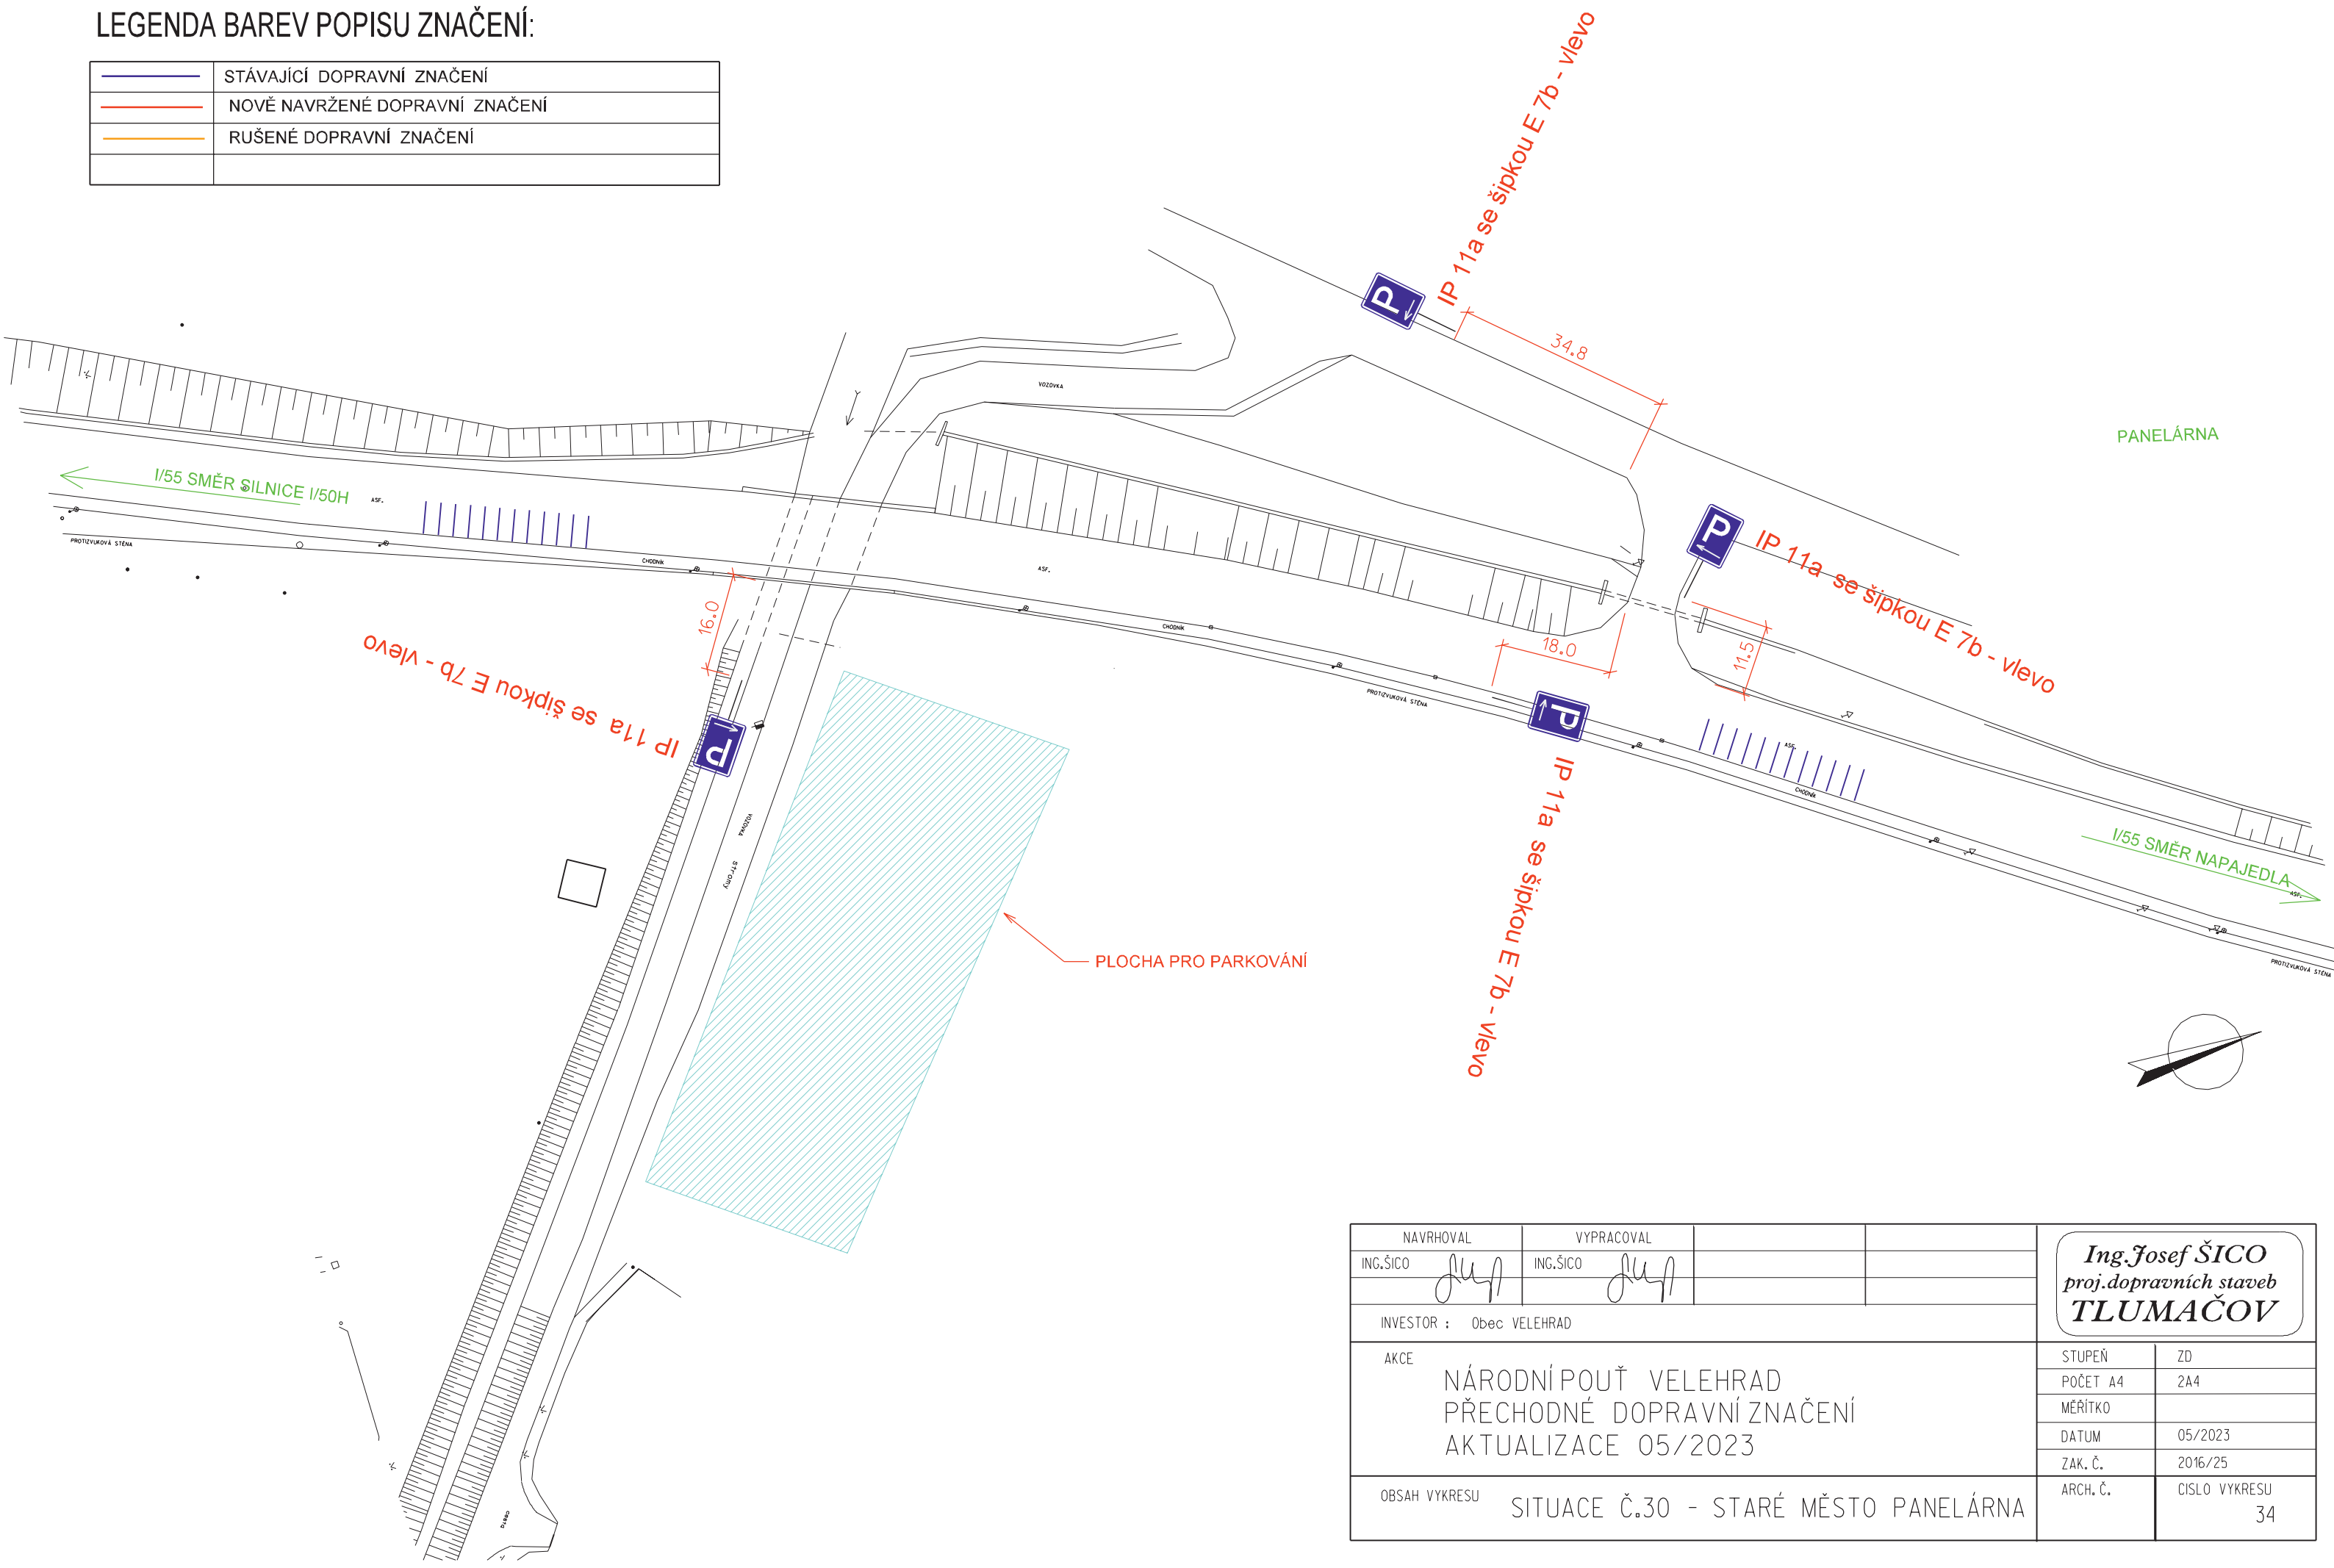 LEGENDA BAREV POPISU ZNAČENÍ:
STÁVAJÍCÍ DOPRAVNÍ ZNAČENÍ
NOVĚ NAVRŽENÉ DOPRAVNÍ ZNAČENÍ
RUŠENÉ DOPRAVNÍ ZNAČENÍ
IP 11a se šipkou E 7b - vlevo
P
34.8
VOZOVKA
PANELÁRNA
I/55 SMĚR SILNICE I/50H
ASF.
PROTIZVUKOVÁ STĚNA
CHODNÍK
ASF.
P
IP 11a se šipkou E 7b - vlevo
16.0
CHODNÍK
18.0
11.5
IP 11a se šipkou E 7b - vlevo
P
PROTIZVUKOVÁ STĚNA
P
ASF.
CHODNÍK
IP 11a se šipkou E 7b - vlevo
VOZOVKA
stromy
I/55 SMĚR NAPAJEDLA
ASF.
PLOCHA PRO PARKOVÁNÍ
PROTIZVUKOVÁ STĚNA
CESTA
NAVRHOVAL
VYPRACOVAL
ING.ŠICO
ING.ŠICO
INVESTOR : Obec VELEHRAD
Ing.Josef ŠICO
proj.dopravních staveb
TLUMAČOV
AKCE
NÁRODNÍ POUŤ VELEHRAD
PŘECHODNÉ DOPRAVNÍ ZNAČENÍ
AKTUALIZACE 05/2023
STUPEŇ ZD
POČET A4 2A4
MĚŘÍTKO
DATUM 05/2023
ZAK. Č. 2016/25
OBSAH VYKRESU SITUACE Č.30 - STARÉ MĚSTO PANELÁRNA
ARCH. Č. CISLO VYKRESU
34